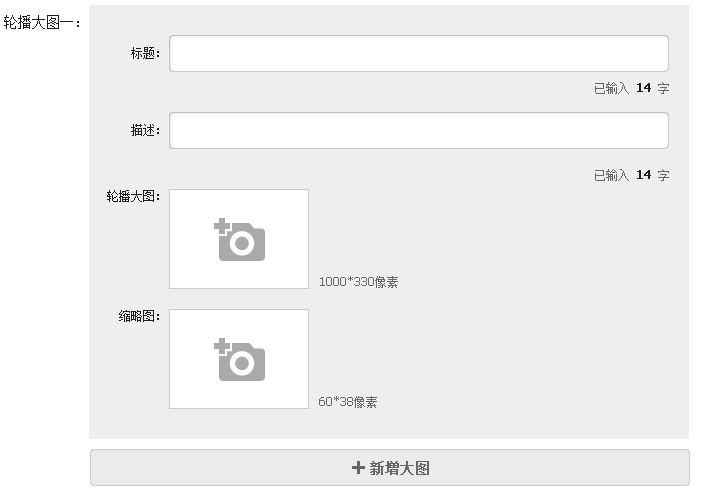 轮播大图一：
标题：
已输入 14 字
描述：
已输入 14 字
轮播大图：
1000*330像素
缩略图：
60*38像素
新增大图